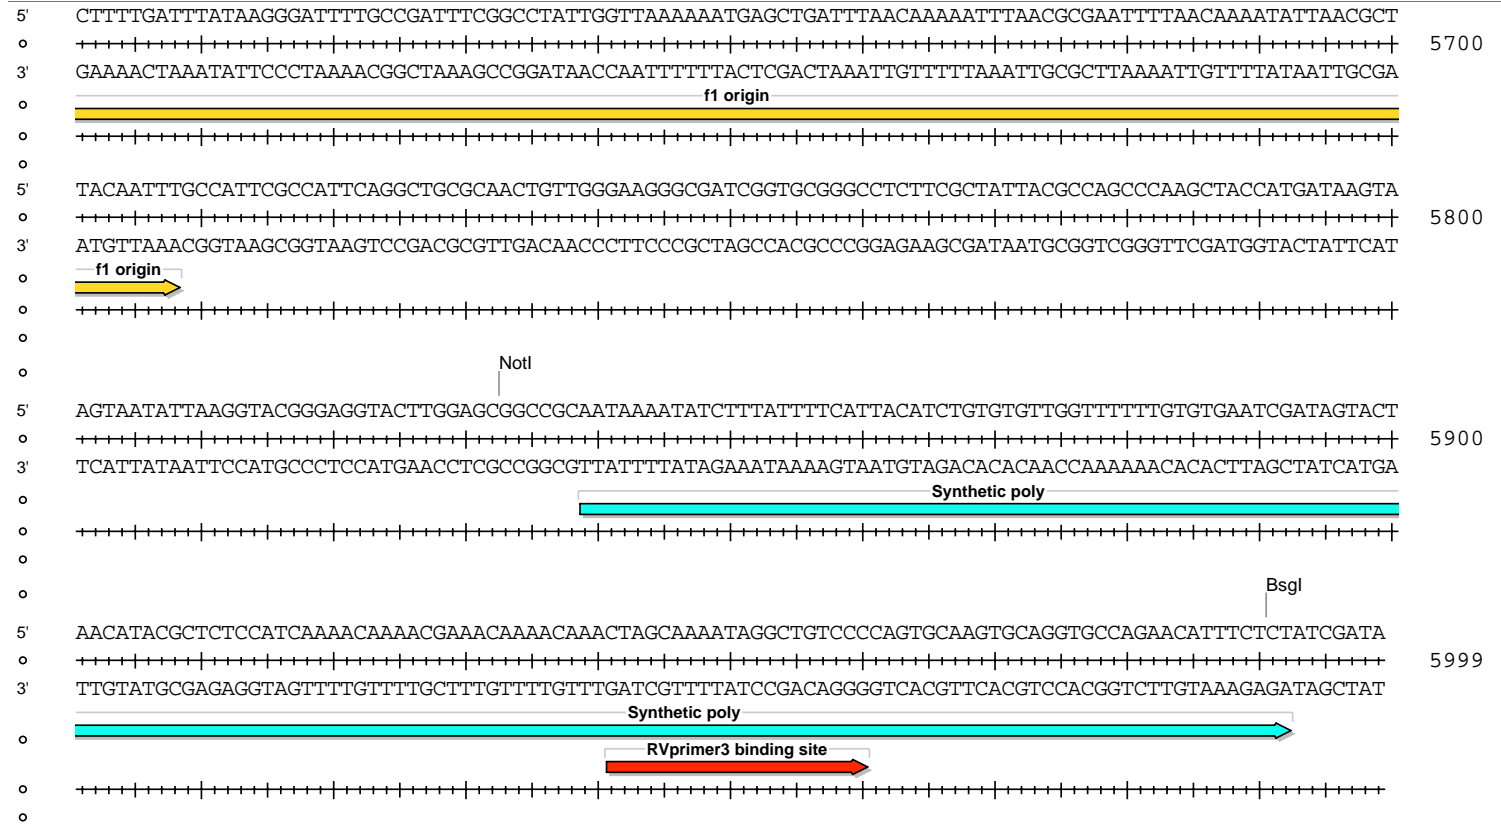 5' CTTTTGATTTATAAGGGATTTTGCCGATTTCGGCCTATTGGTTAAAAAATGAGCTGATTTAACAAAAATTTAACGCGAATTTTAACAAAATATTAACGCT
5700
3' GAAAACTAAATATTCCCTAAAACGGCTAAAGCCGGATAACCAATTTTTTACTCGACTAAATTGTTTTTAAATTGCGCTTAAAATTGTTTTATAATTGCGA
f1 origin
5' TACAATTTGCCATTCGCCATTCAGGCTGCGCAACTGTTGGGAAGGGCGATCGGTGCGGGCCTCTTCGCTATTACGCCAGCCCAAGCTACCATGATAAGTA
5800
3' ATGTTAAACGGTAAGCGGTAAGTCCGACGCGTTGACAACCCTTCCCGCTAGCCACGCCCGGAGAAGCGATAATGCGGTCGGGTTCGATGGTACTATTCAT
f1 origin
NotI
5' AGTAATATTAAGGTACGGGAGGTACTTGGAGCGGCCGCAATAAAATATCTTTATTTTCATTACATCTGTGTGTTGGTTTTTTGTGTGAATCGATAGTACT
5900
3' TCATTATAATTCCATGCCCTCCATGAACCTCGCCGGCGTTATTTTATAGAAATAAAAGTAATGTAGACACACAACCAAAAAACACACTTAGCTATCATGA
Synthetic poly
BsgI
5' AACATACGCTCTCCATCAAAACAAAACGAAACAAAACAAACTAGCAAAATAGGCTGTCCCCAGTGCAAGTGCAGGTGCCAGAACATTTCTCTATCGATA
5999
3' TTGTATGCGAGAGGTAGTTTTGTTTTGCTTTGTTTTGTTTGATCGTTTTATCCGACAGGGGTCACGTTCACGTCCACGGTCTTGTAAAGAGATAGCTAT
Synthetic poly
RVprimer3 binding site